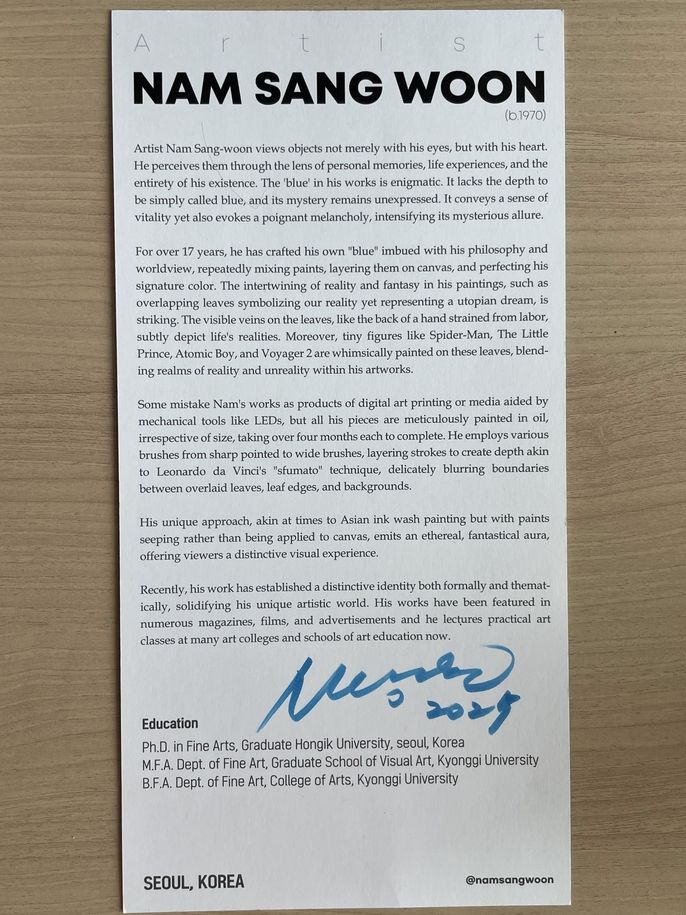 Artist
NAM SANG WOON
(b.1970)
Artist Nam Sang-woon views objects not merely with his eyes, but with his heart.
He perceives them through the lens of personal memories, life experiences, and the
entirety of his existence. The 'blue' in his works is enigmatic. It lacks the depth to
be simply called blue, and its mystery remains unexpressed. It conveys a sense of
vitality yet also evokes a poignant melancholy, intensifying its mysterious allure.
For over 17 years, he has crafted his own "blue" imbued with his philosophy and
worldview, repeatedly mixing paints, layering them on canvas, and perfecting his
signature color. The intertwining of reality and fantasy in his paintings, such as
overlapping leaves symbolizing our reality yet representing a utopian dream, is
striking. The visible veins on the leaves, like the back of a hand strained from labor,
subtly depict life's realities. Moreover, tiny figures like Spider-Man, The Little
Prince, Atomic Boy, and Voyager 2 are whimsically painted on these leaves, blend-
ing realms of reality and unreality within his artworks.
Some mistake Nam's works as products of digital art printing or media aided by
mechanical tools like LEDs, but all his pieces are meticulously painted in oil,
irrespective of size, taking over four months each to complete. He employs various
brushes from sharp pointed to wide brushes, layering strokes to create depth akin
to Leonardo da Vinci's "sfumato" technique, delicately blurring boundaries
between overlaid leaves, leaf edges, and backgrounds.
His unique approach, akin at times to Asian ink wash painting but with paints
seeping rather than being applied to canvas, emits an ethereal, fantastical aura,
offering viewers a distinctive visual experience.
Recently, his work has established a distinctive identity both formally and themat-
ically, solidifying his unique artistic world. His works have been featured in
numerous magazines, films, and advertisements and he lectures practical art
classes at many art colleges and schools of art education now.
Education
Ph.D. in Fine Arts, Graduate Hongik University, seoul, Korea
M.F.A. Dept. of Fine Art, Graduate School of Visual Art, Kyonggi University
B.F.A. Dept. of Fine Art, College of Arts, Kyonggi University
SEOUL, KOREA
@namsangwoon